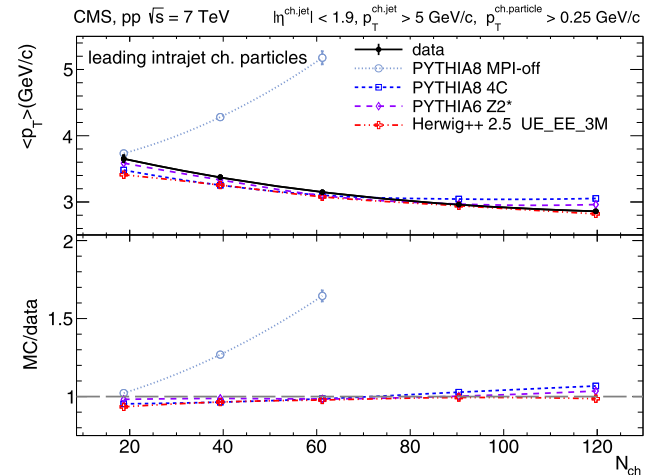 CMS, pp √s = 7 TeV
|η^{ch.jet}| < 1.9, p_T^{ch.jet} > 5 GeV/c, p_T^{ch.particle} > 0.25 GeV/c
leading intrajet ch. particles
data
PYTHIA8 MPI-off
PYTHIA8 4C
PYTHIA6 Z2*
Herwig++ 2.5 UE_EE_3M
<p_T>(GeV/c)
5
4
3
MC/data
2
1.5
1
20 40 60 80 100 120
N_{ch}